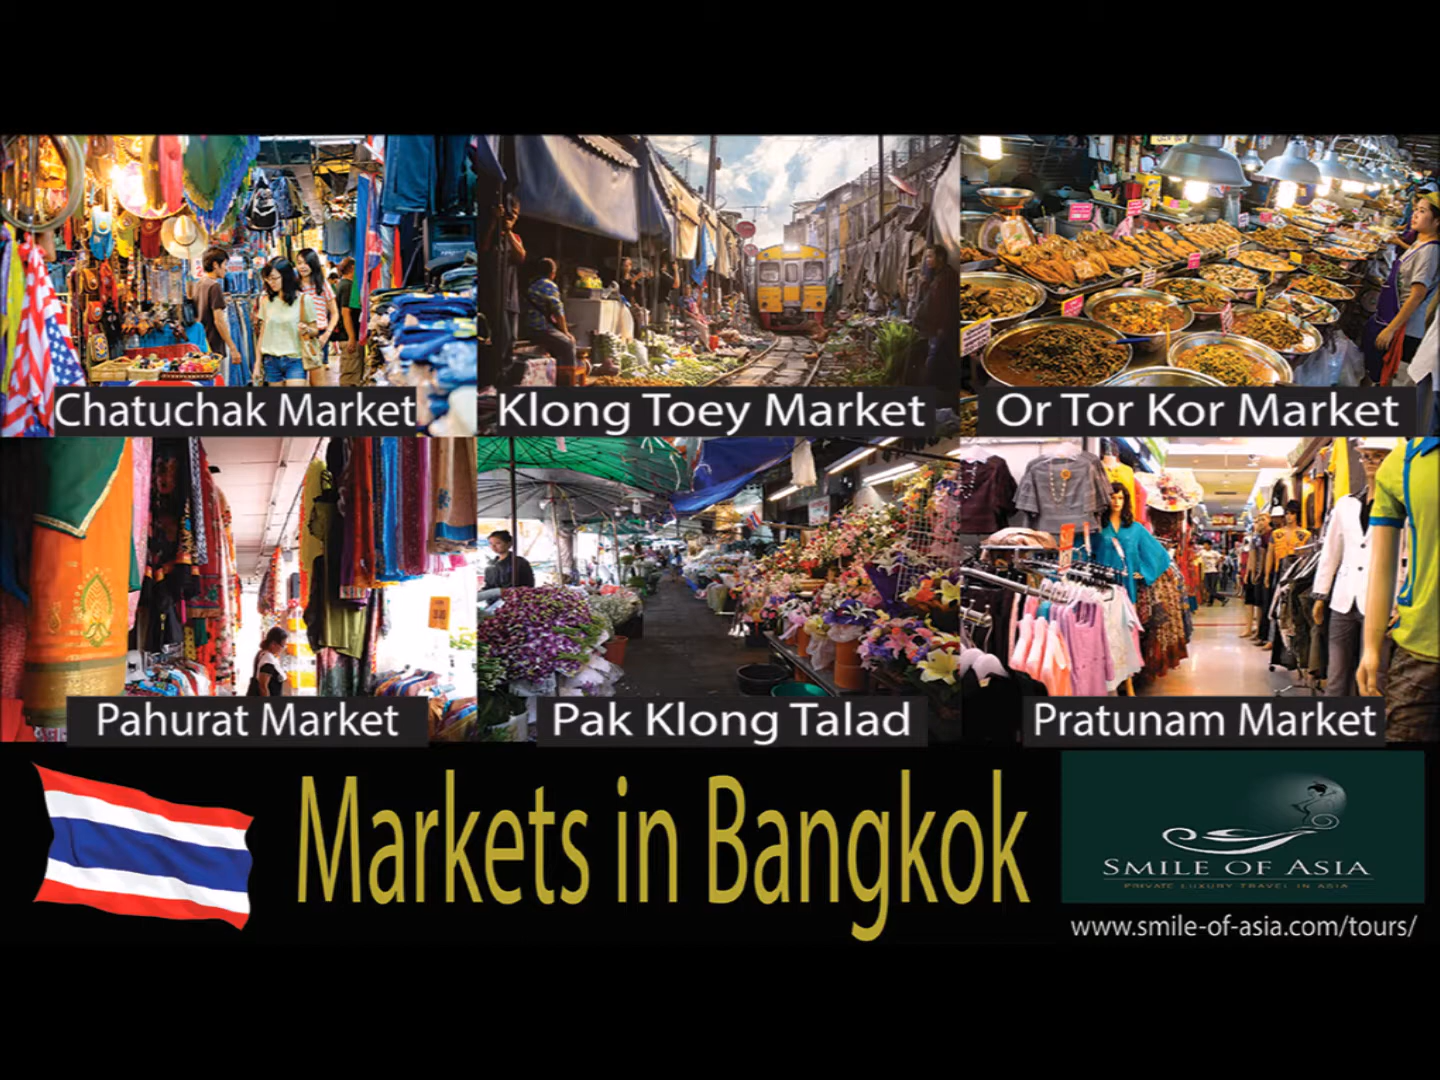 Chatuchak Market
Klong Toey Market
Or Tor Kor Market
Pahurat Market
Pak Klong Talad
Pratunam Market
Markets in Bangkok
SMILE OF ASIA
PRIVATE LUXURY TRAVEL IN ASIA
www.smile-of-asia.com/tours/